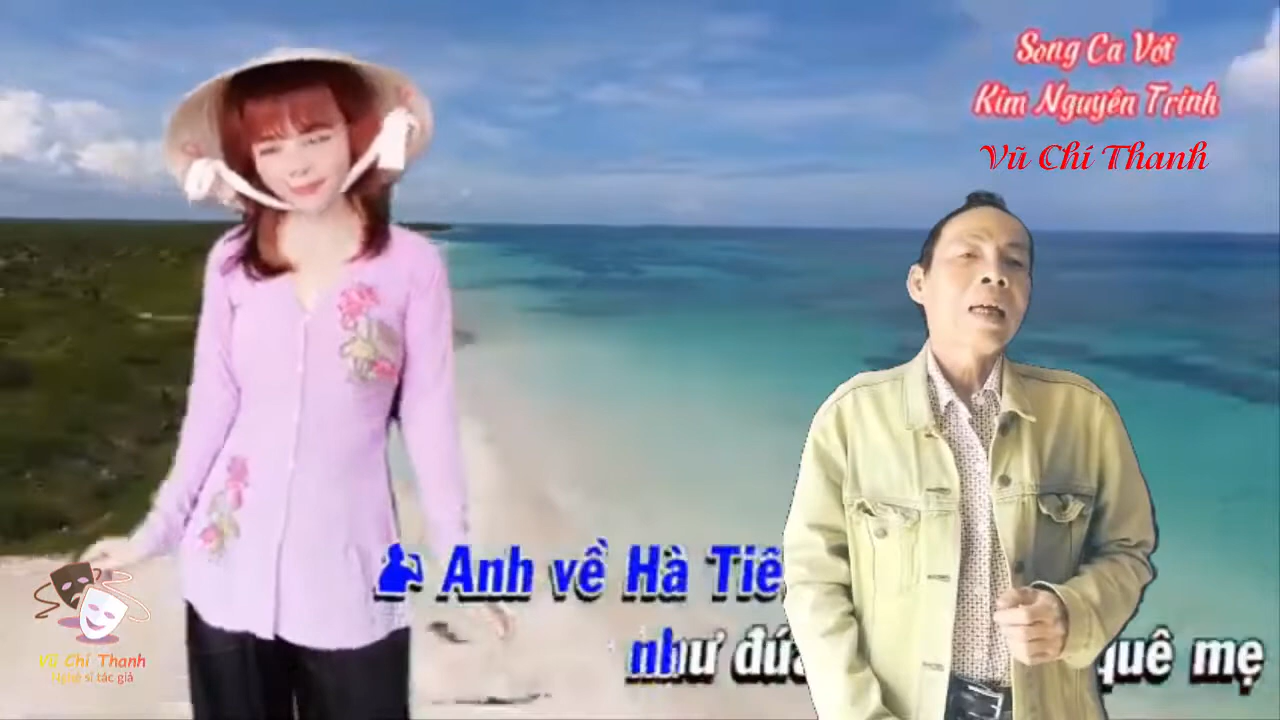 Song Ca Với
Kim Nguyên Trinh
Vũ Chí Thanh
Anh về Hà Tiê
như đứa quê mẹ
Vũ Chí Thanh
Nghệ sĩ tác giả